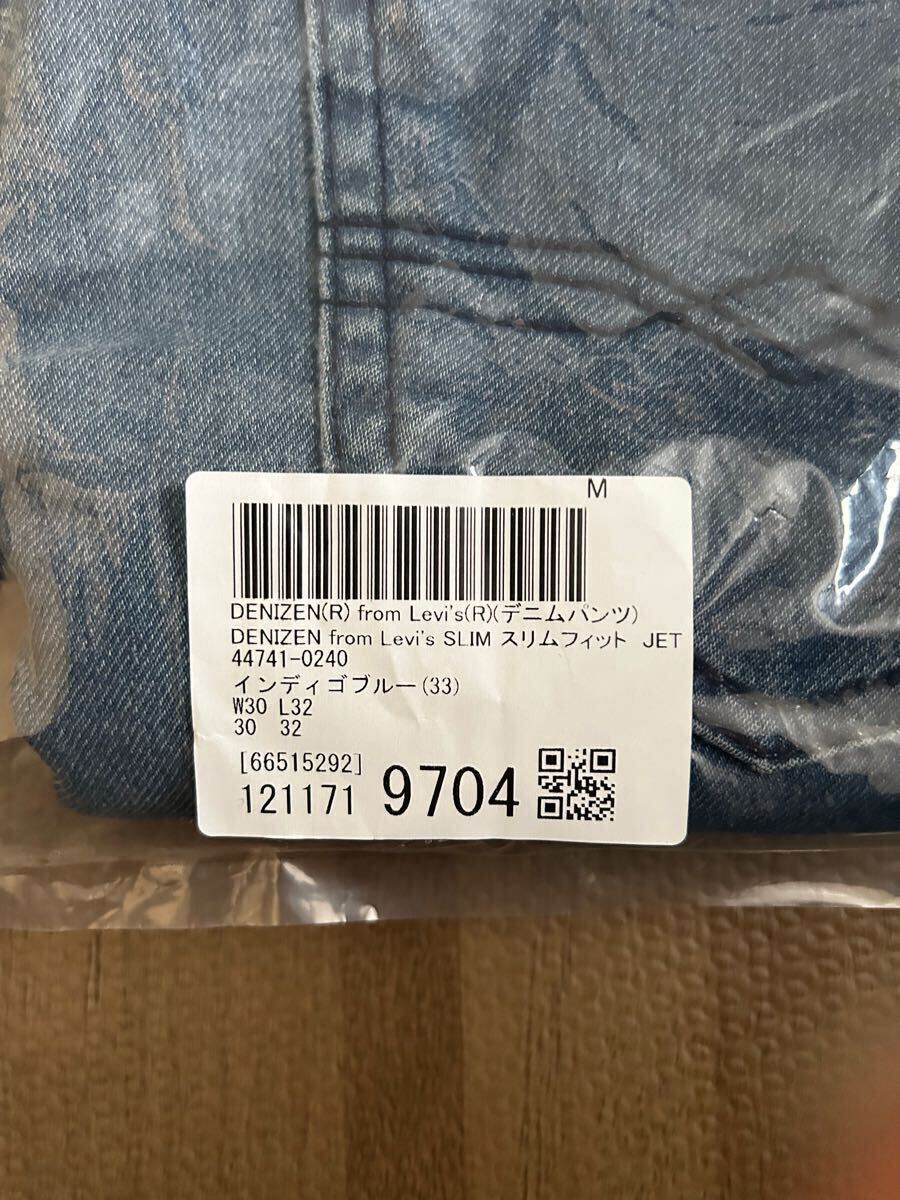 M
DENIZEN(R) from Levi's(R)(デニムパンツ)
DENIZEN from Levi's SLIM スリムフィット JET
44741-0240
インディゴブルー(33)
W30 L32
30 32
[66515292]
121171 9704